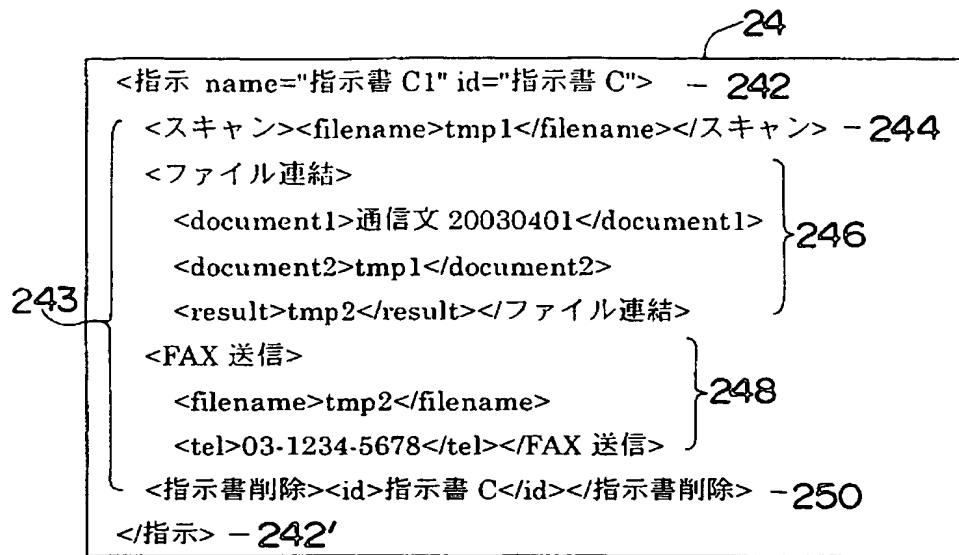 24
<指示 name="指示書 C1" id="指示書 C"> - 242
<スキャン><filename>tmp1</filename></スキャン> - 244
<ファイル連結>
<document1>通信文 20030401</document1>
246
<document2>tmp1</document2>
243
<result>tmp2</result></ファイル連結>
<FAX 送信>
248
<filename>tmp2</filename>
<tel>03-1234-5678</tel></FAX 送信>
<指示書削除><id>指示書 C</id></指示書削除> - 250
</指示> - 242'